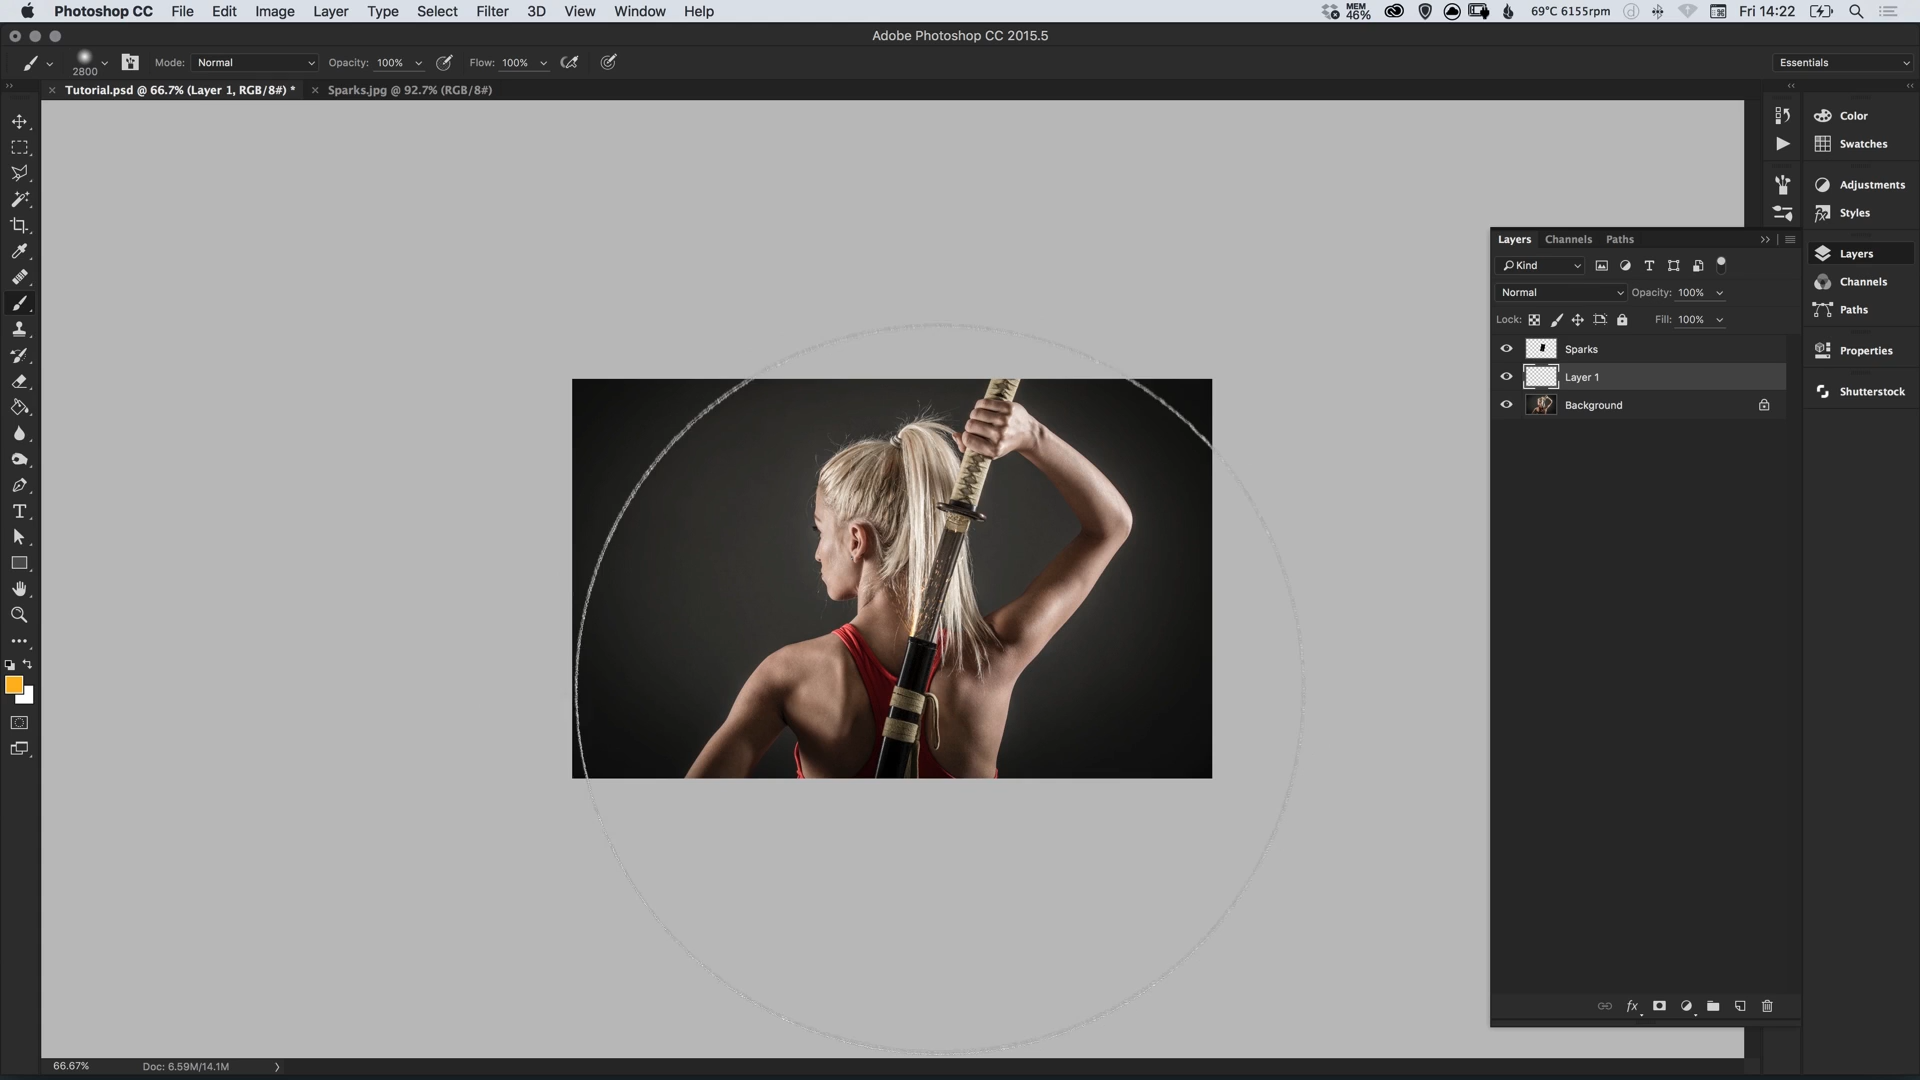 Photoshop CC File Edit Image Layer Type Select Filter 3D View Window Help MEM 46% 69°C 6155rpm Fri 14:22
Adobe Photoshop CC 2015.5
2800 Mode: Normal Opacity: 100% Flow: 100% Essentials
Tutorial.psd @ 66.7% (Layer 1, RGB/8#) * Sparks.jpg @ 92.7% (RGB/8#)
Color
Swatches
Adjustments
Styles
Layers
Channels
Paths
Properties
Shutterstock
Layers Channels Paths
Kind
Normal Opacity: 100%
Lock: Fill: 100%
Sparks
Layer 1
Background
fx
66.67% Doc: 6.59M/14.1M